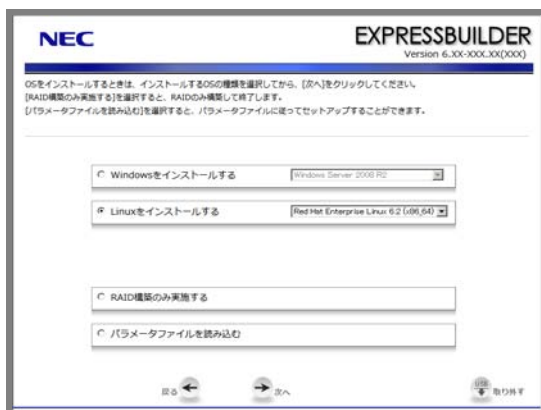 NEC
EXPRESSBUILDER
Version 6.XX-XXX.XX(XXX)
OSをインストールするときは、インストールするOSの種類を選択してから、[次へ]をクリックしてください。
[RAID構築のみ実施する]を選択すると、RAIDのみ構築して終了します。
[パラメータファイルを読み込む]を選択すると、パラメータファイルに従ってセットアップすることができます。
Windowsをインストールする
Windows Server 2008 R2
Linuxをインストールする
Red Hat Enterprise Linux 6.2 (x86_64)
RAID構築のみ実施する
パラメータファイルを読み込む
戻る
次へ
USB
取り外す